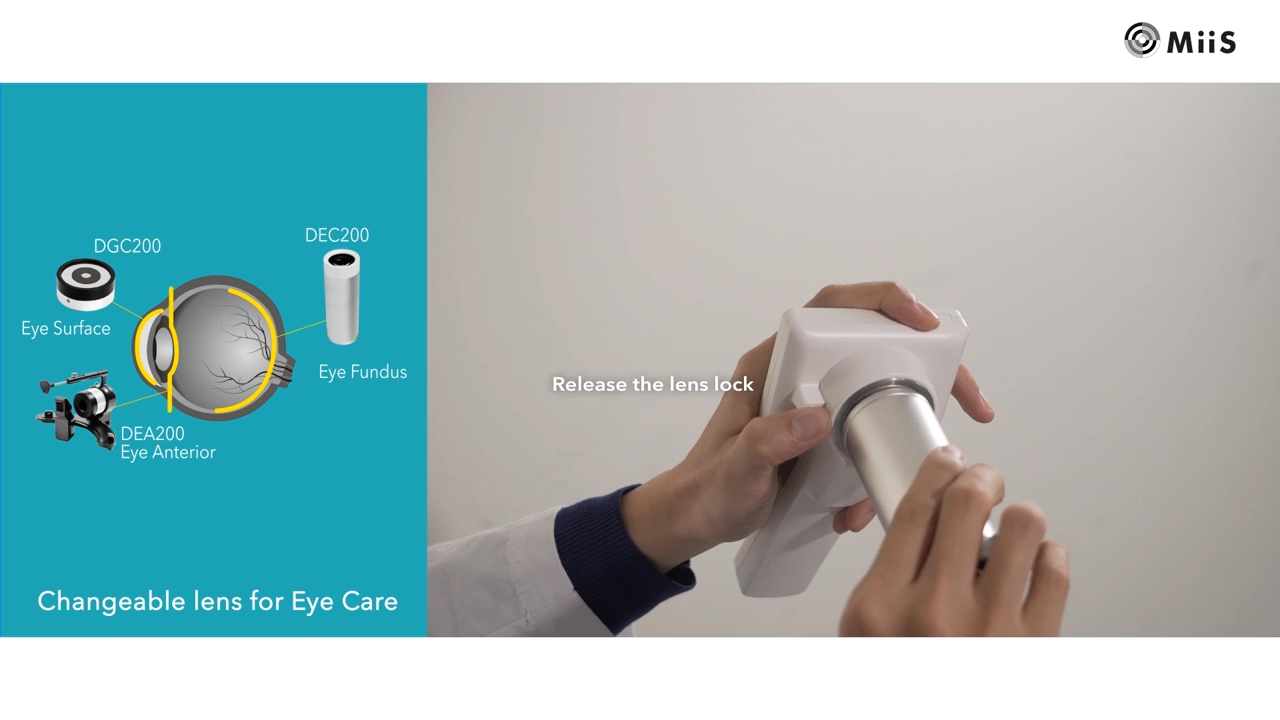 MiiS
DGC200
Eye Surface
DEC200
Eye Fundus
DEA200
Eye Anterior
Release the lens lock
Changeable lens for Eye Care